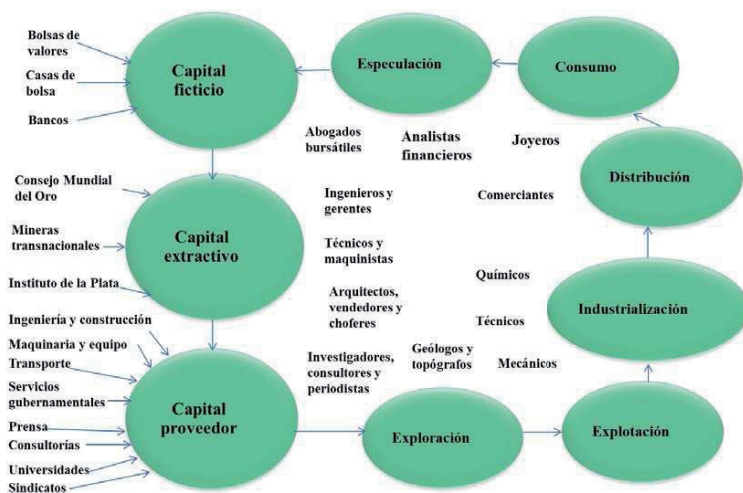 Bolsas de
valores
Casas de
bolsa
Bancos
Capital
ficticio
Especulación
Consumo
Abogados
bursátiles
Analistas
financieros
Joyeros
Distribución
Consejo Mundial
del Oro
Mineras
transnacionales
Instituto de la Plata
Capital
extractivo
Ingenieros y
gerentes
Comerciantes
Técnicos y
maquinistas
Químicos
Industrialización
Arquitectos,
vendedores y
choferes
Técnicos
Ingeniería y construcción
Maquinaria y equipo
Transporte
Servicios
gubernamentales
Prensa
Consultorías
Universidades
Sindicatos
Capital
proveedor
Investigadores,
consultores y
periodistas
Geólogos y
topógrafos
Mecánicos
Exploración
Explotación